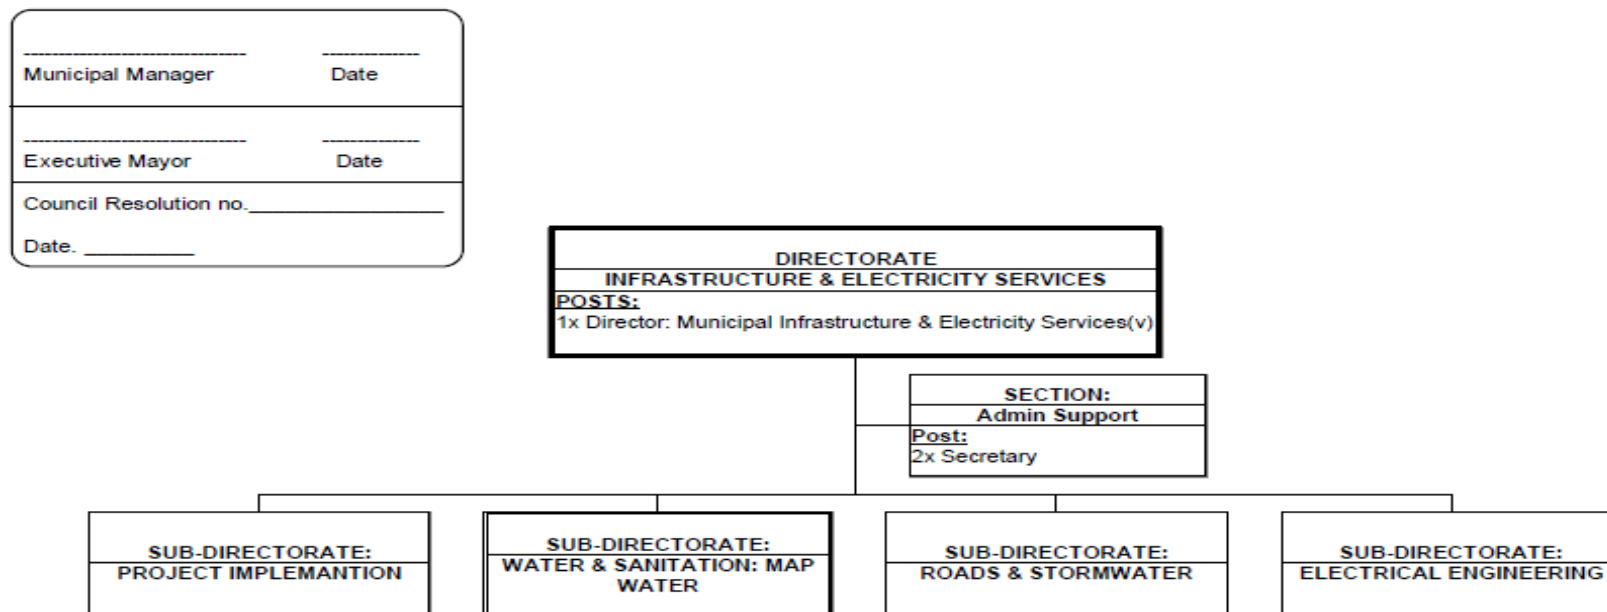 Municipal Manager Date
Executive Mayor Date
Council Resolution no.________________
Date. _________
DIRECTORATE
INFRASTRUCTURE & ELECTRICITY SERVICES
POSTS:
1x Director: Municipal Infrastructure & Electricity Services(v)
SECTION:
Admin Support
Post:
2x Secretary
SUB-DIRECTORATE:
PROJECT IMPLEMANTION
SUB-DIRECTORATE:
WATER & SANITATION: MAP
WATER
SUB-DIRECTORATE:
ROADS & STORMWATER
SUB-DIRECTORATE:
ELECTRICAL ENGINEERING